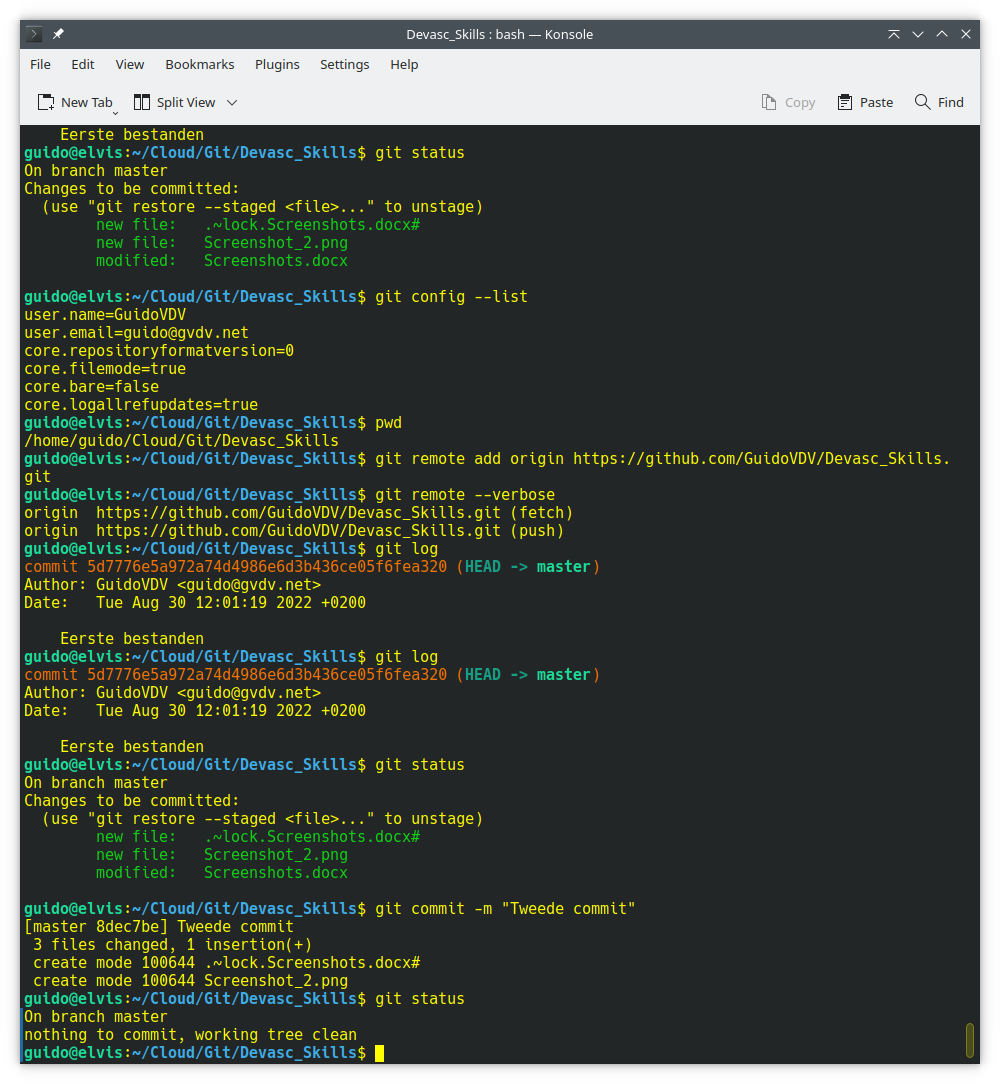 Devasc_Skills : bash — Konsole
File Edit View Bookmarks Plugins Settings Help
New Tab Split View Copy Paste Find
    Eerste bestanden
guido@elvis:~/Cloud/Git/Devasc_Skills$ git status
On branch master
Changes to be committed:
  (use "git restore --staged <file>..." to unstage)
        new file:   .~lock.Screenshots.docx#
        new file:   Screenshot_2.png
        modified:   Screenshots.docx

guido@elvis:~/Cloud/Git/Devasc_Skills$ git config --list
user.name=GuidoVDV
user.email=guido@gvdv.net
core.repositoryformatversion=0
core.filemode=true
core.bare=false
core.logallrefupdates=true
guido@elvis:~/Cloud/Git/Devasc_Skills$ pwd
/home/guido/Cloud/Git/Devasc_Skills
guido@elvis:~/Cloud/Git/Devasc_Skills$ git remote add origin https://github.com/GuidoVDV/Devasc_Skills.
git
guido@elvis:~/Cloud/Git/Devasc_Skills$ git remote --verbose
origin  https://github.com/GuidoVDV/Devasc_Skills.git (fetch)
origin  https://github.com/GuidoVDV/Devasc_Skills.git (push)
guido@elvis:~/Cloud/Git/Devasc_Skills$ git log
commit 5d7776e5a972a74d4986e6d3b436ce05f6fea320 (HEAD -> master)
Author: GuidoVDV <guido@gvdv.net>
Date:   Tue Aug 30 12:01:19 2022 +0200

    Eerste bestanden
guido@elvis:~/Cloud/Git/Devasc_Skills$ git log
commit 5d7776e5a972a74d4986e6d3b436ce05f6fea320 (HEAD -> master)
Author: GuidoVDV <guido@gvdv.net>
Date:   Tue Aug 30 12:01:19 2022 +0200

    Eerste bestanden
guido@elvis:~/Cloud/Git/Devasc_Skills$ git status
On branch master
Changes to be committed:
  (use "git restore --staged <file>..." to unstage)
        new file:   .~lock.Screenshots.docx#
        new file:   Screenshot_2.png
        modified:   Screenshots.docx

guido@elvis:~/Cloud/Git/Devasc_Skills$ git commit -m "Tweede commit"
[master 8dec7be] Tweede commit
 3 files changed, 1 insertion(+)
 create mode 100644 .~lock.Screenshots.docx#
 create mode 100644 Screenshot_2.png
guido@elvis:~/Cloud/Git/Devasc_Skills$ git status
On branch master
nothing to commit, working tree clean
guido@elvis:~/Cloud/Git/Devasc_Skills$